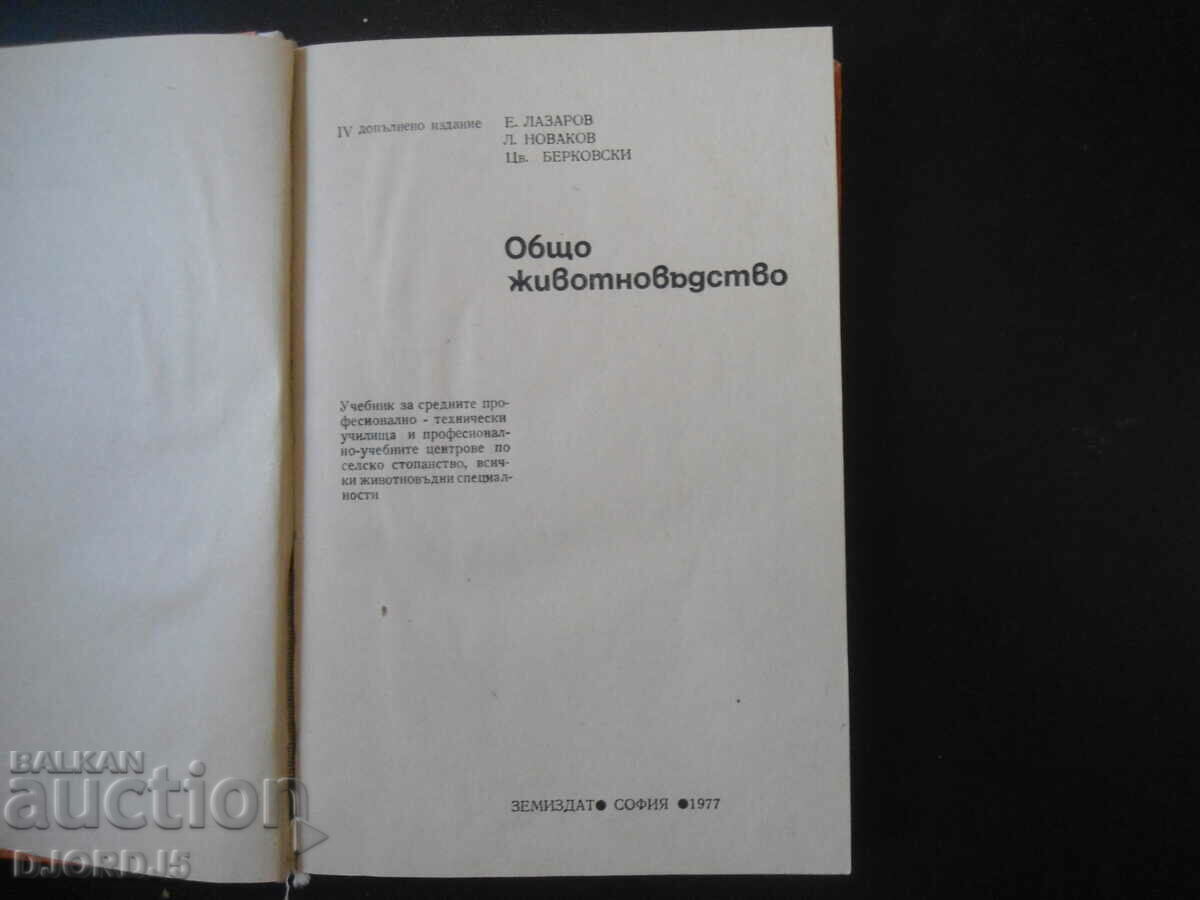 IV допълнено издание
Е. ЛАЗАРОВ
Л. НОВАКОВ
Цв. БЕРКОВСКИ
Общо
животновъдство
Учебник за средните про-
фесионално - технически
училища и професионал-
но-учебните центрове по
селско стопанство, всич-
ки животновъдни специал-
ности
ЗЕМИЗДАТ ● СОФИЯ ● 1977
BALKAN
auction
DJORDJ5